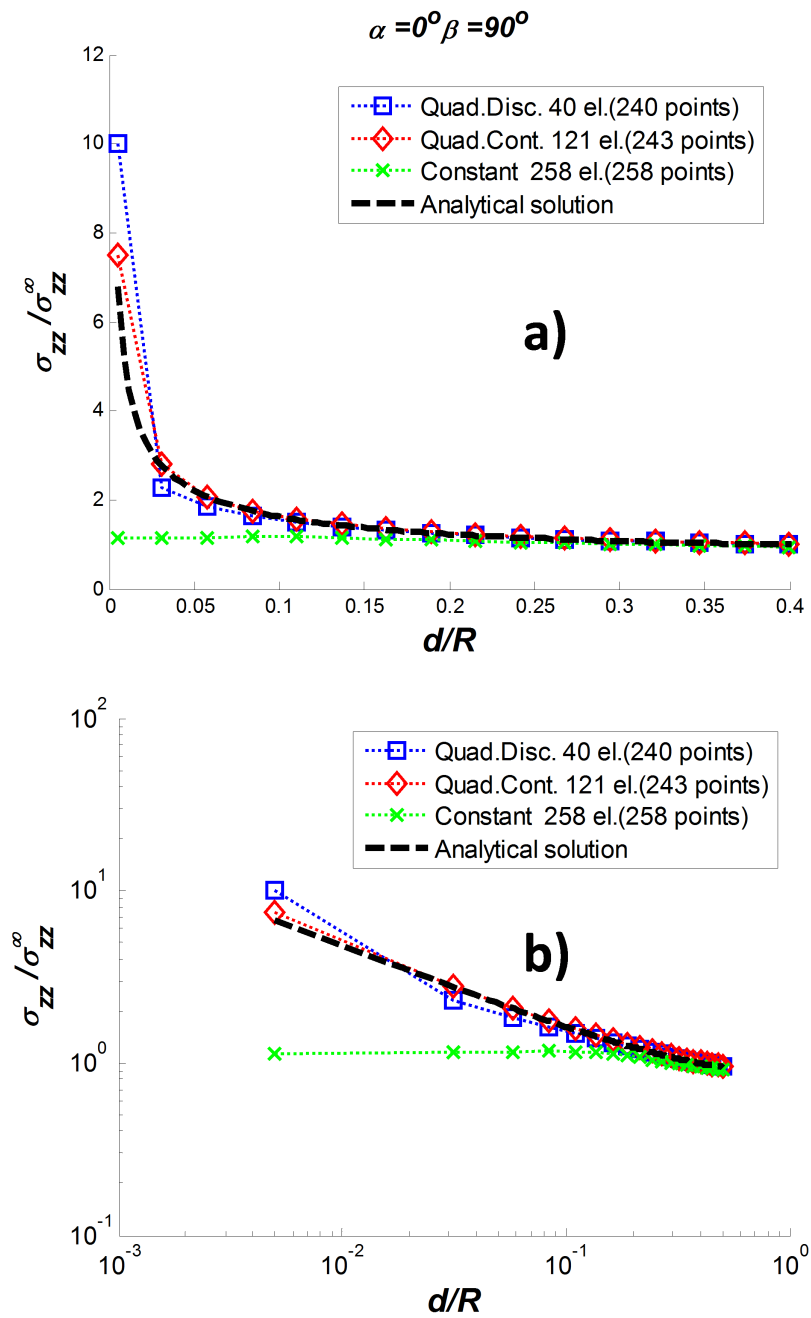 α =0° β =90°
12
10
8
6
4
2
0
σzz /σ∞zz
Quad.Disc. 40 el.(240 points)
Quad.Cont. 121 el.(243 points)
Constant 258 el.(258 points)
Analytical solution
a)
0 0.05 0.1 0.15 0.2 0.25 0.3 0.35 0.4
d/R
10²
10¹
10⁰
10⁻¹
σzz /σ∞zz
Quad.Disc. 40 el.(240 points)
Quad.Cont. 121 el.(243 points)
Constant 258 el.(258 points)
Analytical solution
b)
10⁻³ 10⁻² 10⁻¹ 10⁰
d/R